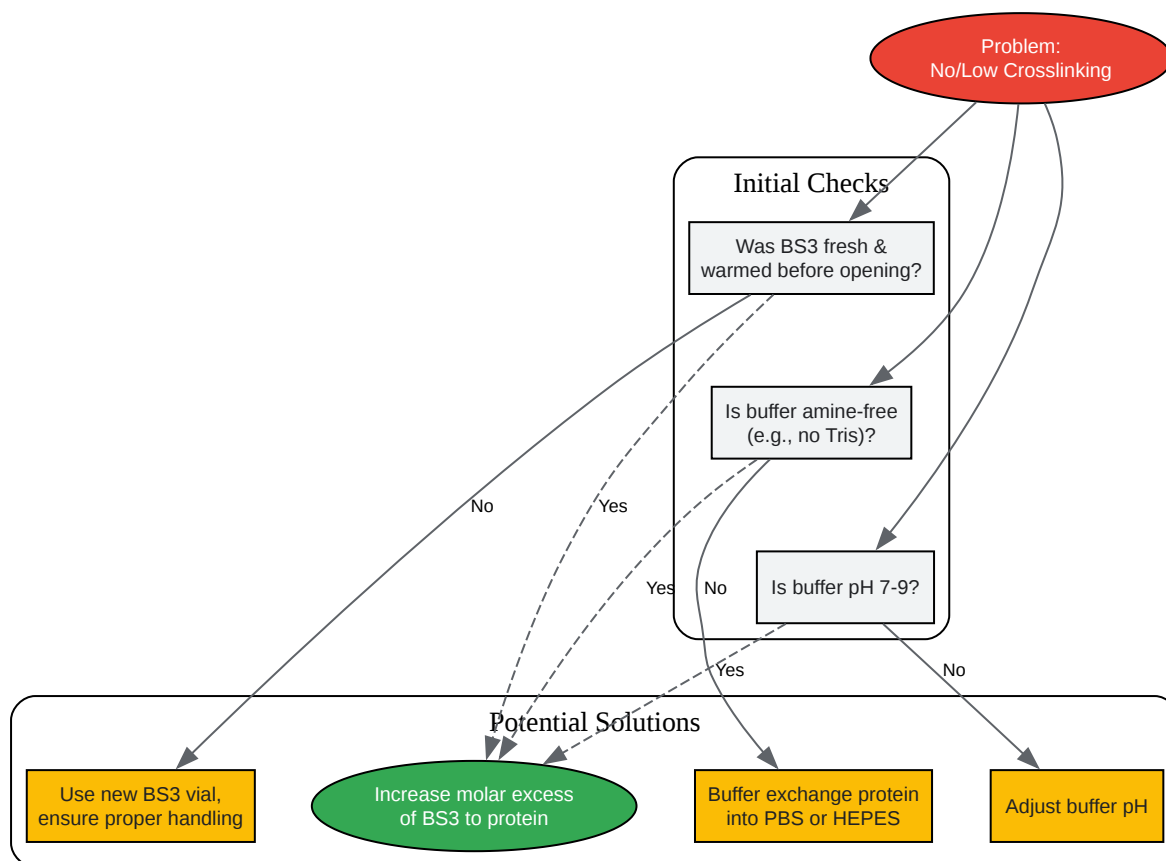 Problem:
No/Low Crosslinking
Initial Checks
Was BS3 fresh &
warmed before opening?
Is buffer amine-free
(e.g., no Tris)?
No
Yes
Yes
No
Is buffer pH 7-9?
Yes
No
Potential Solutions
Use new BS3 vial,
ensure proper handling
Increase molar excess
of BS3 to protein
Buffer exchange protein
into PBS or HEPES
Adjust buffer pH